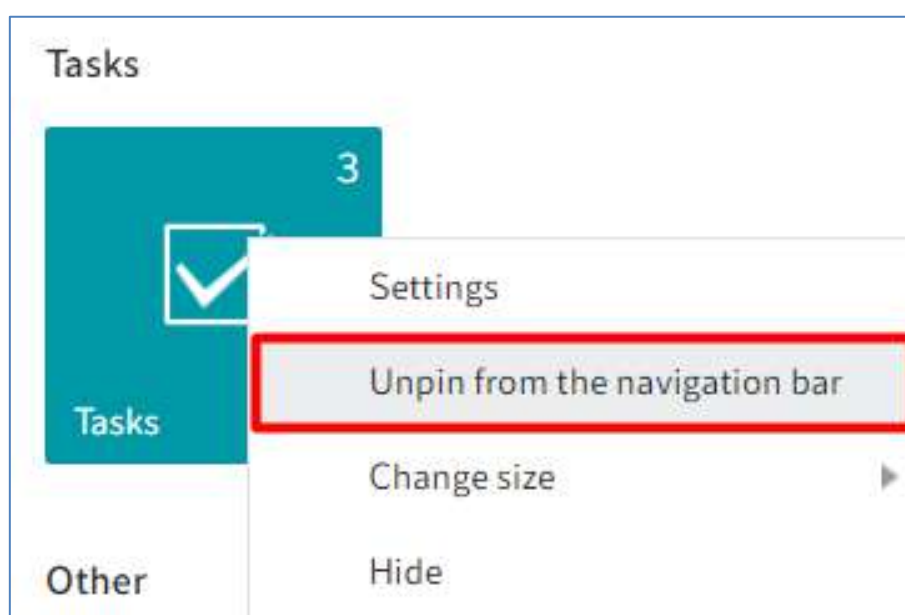 Tasks
3
Settings
Unpin from the navigation bar
Tasks
Change size
Other
Hide